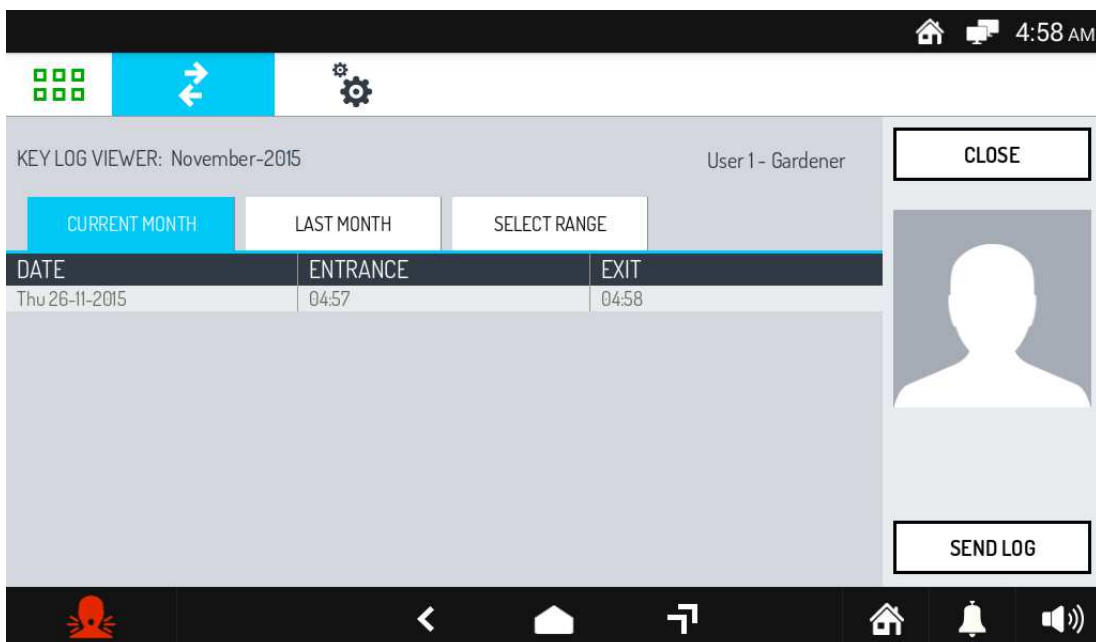 4:58 AM
KEY LOG VIEWER: November-2015
User 1 - Gardener
CLOSE
CURRENT MONTH
LAST MONTH
SELECT RANGE
DATE ENTRANCE EXIT
Thu 26-11-2015 04:57 04:58
SEND LOG